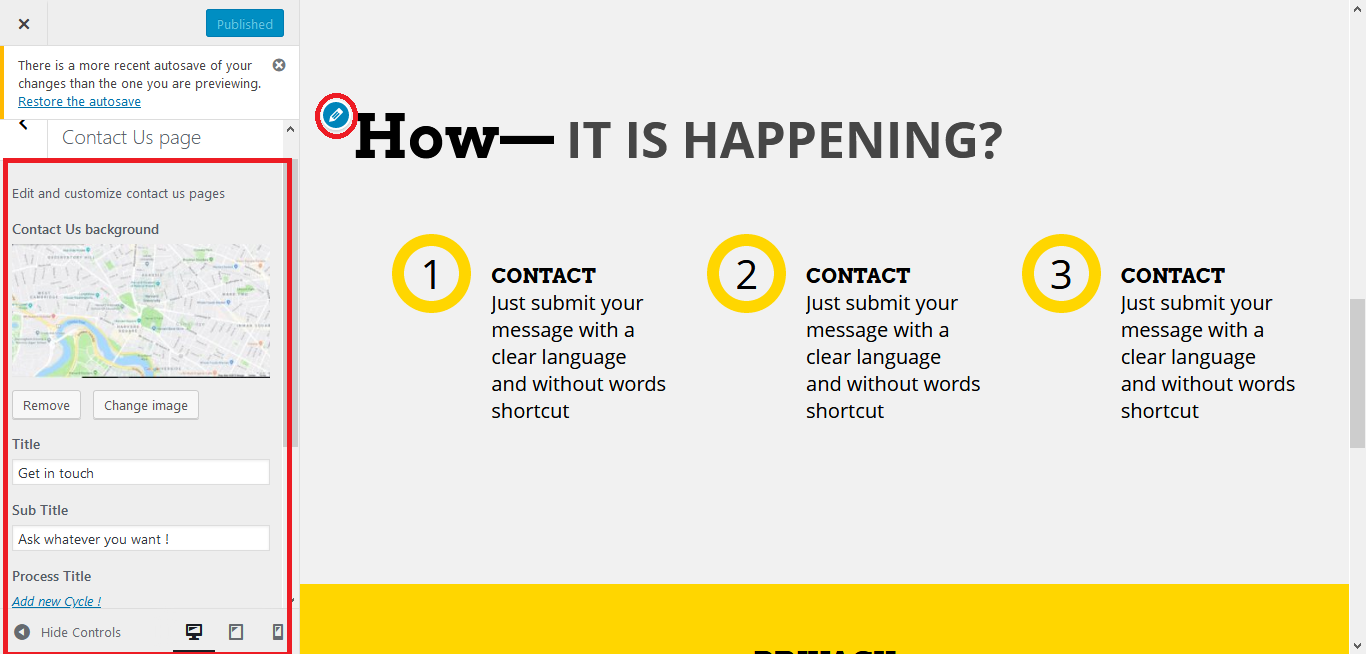 Published
There is a more recent autosave of your
changes than the one you are previewing.
Restore the autosave
Contact Us page
Edit and customize contact us pages
Contact Us background
Remove
Change image
Title
Get in touch
Sub Title
Ask whatever you want !
Process Title
Add new Cycle !
Hide Controls
How— IT IS HAPPENING?
1
CONTACT
Just submit your
message with a
clear language
and without words
shortcut
2
CONTACT
Just submit your
message with a
clear language
and without words
shortcut
3
CONTACT
Just submit your
message with a
clear language
and without words
shortcut